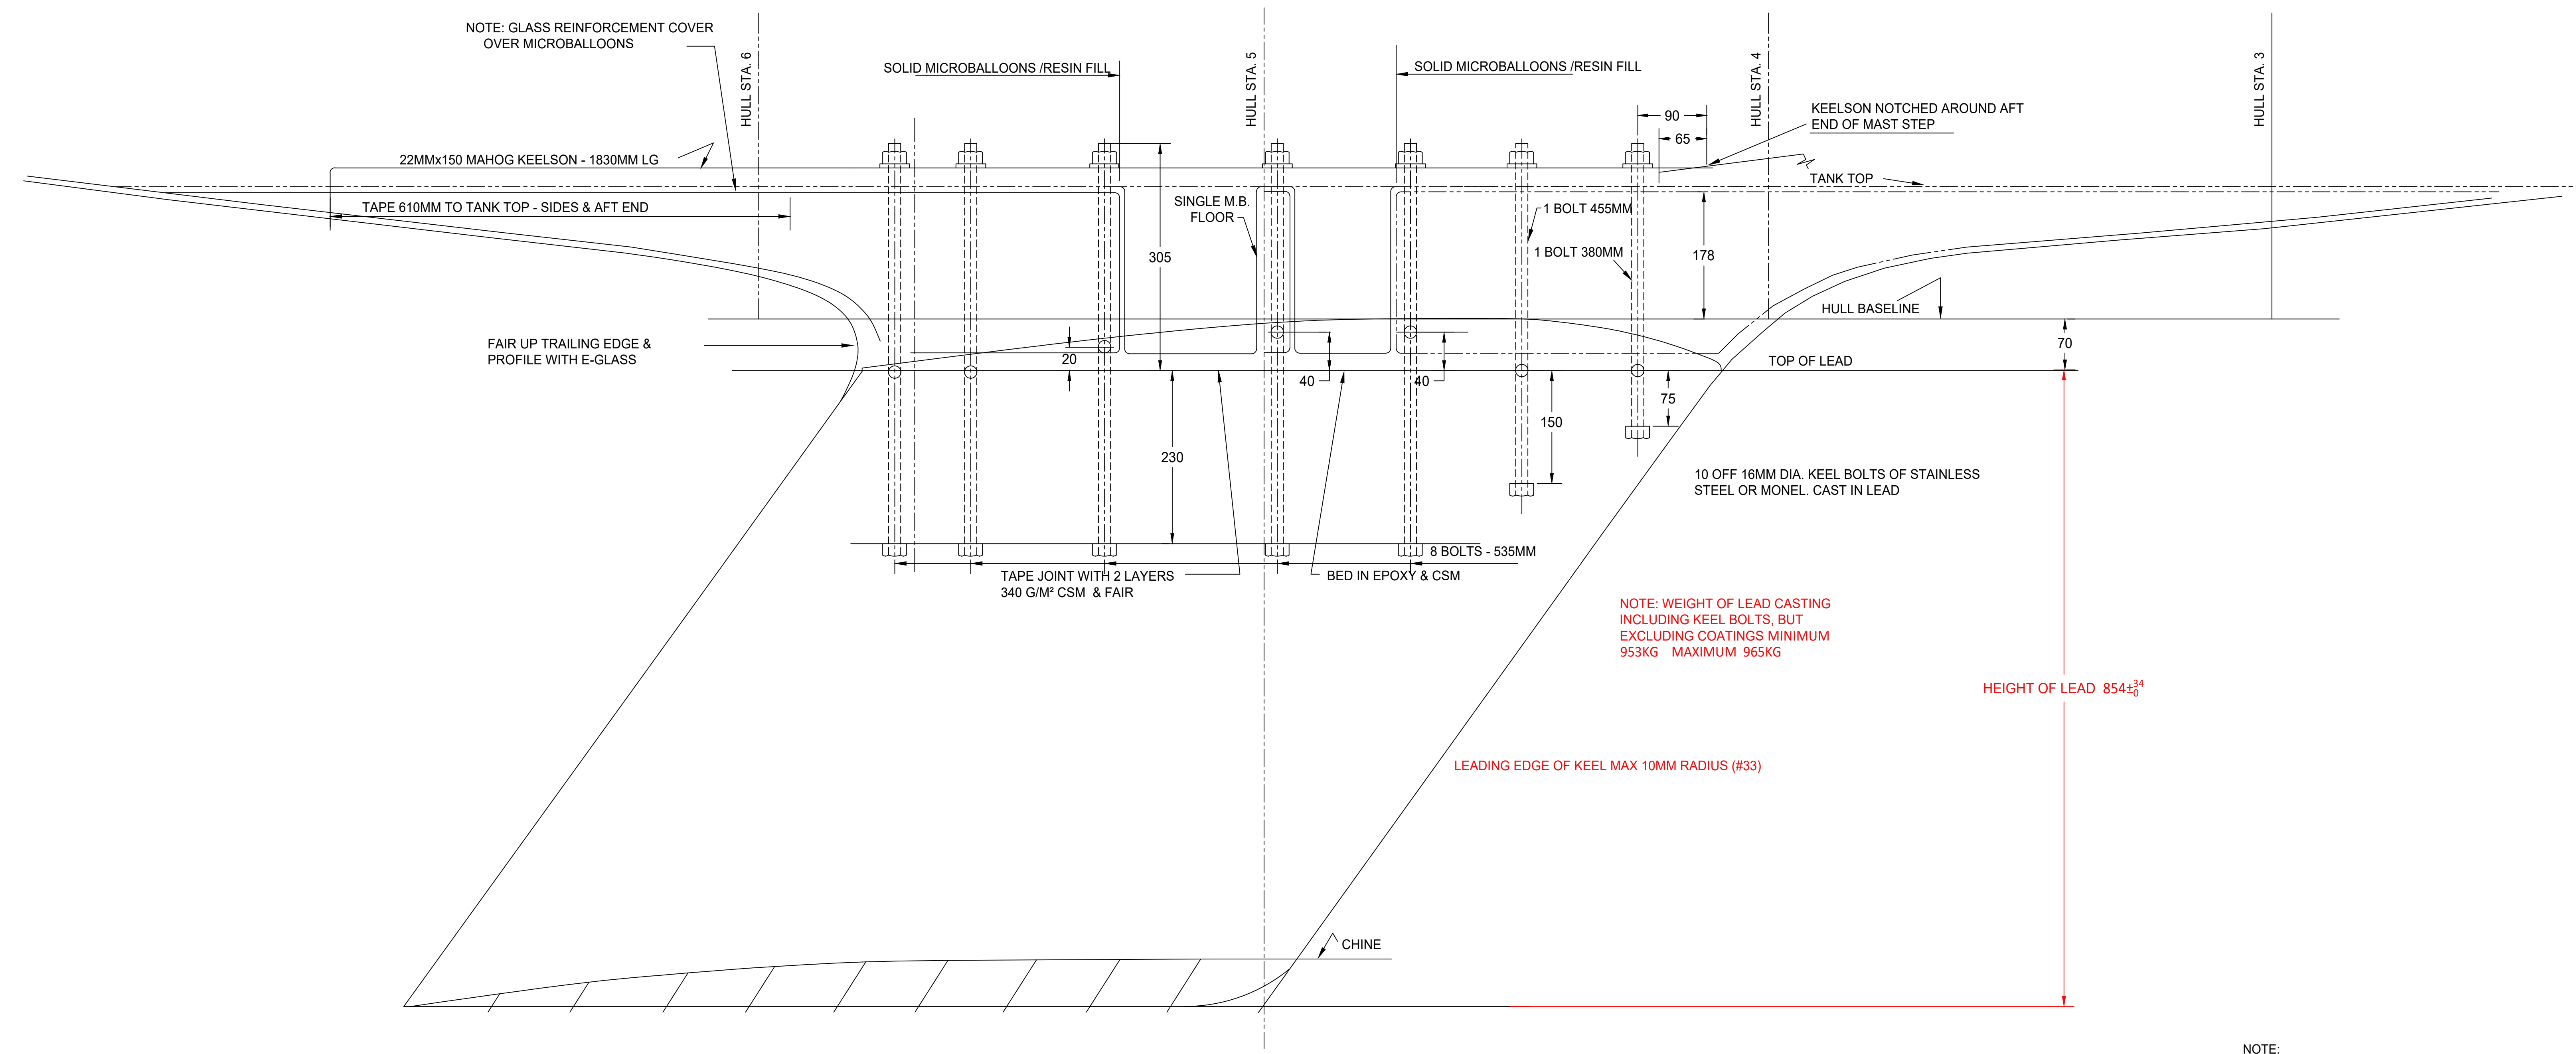 NOTE: GLASS REINFORCEMENT COVER
OVER MICROBALLOONS
HULL STA. 6
SOLID MICROBALLOONS /RESIN FILL
HULL STA. 5
SOLID MICROBALLOONS /RESIN FILL
HULL STA. 4
HULL STA. 3
KEELSON NOTCHED AROUND AFT
END OF MAST STEP
90
65
22MMx150 MAHOG KEELSON - 1830MM LG
TANK TOP
TAPE 610MM TO TANK TOP - SIDES & AFT END
SINGLE M.B.
FLOOR
1 BOLT 455MM
1 BOLT 380MM
305
178
HULL BASELINE
FAIR UP TRAILING EDGE &
PROFILE WITH E-GLASS
20
40
40
TOP OF LEAD
70
75
150
230
10 OFF 16MM DIA. KEEL BOLTS OF STAINLESS
STEEL OR MONEL. CAST IN LEAD
8 BOLTS - 535MM
TAPE JOINT WITH 2 LAYERS
340 G/M² CSM & FAIR
BED IN EPOXY & CSM
NOTE: WEIGHT OF LEAD CASTING
INCLUDING KEEL BOLTS, BUT
EXCLUDING COATINGS MINIMUM
953KG MAXIMUM 965KG
HEIGHT OF LEAD 854±34 0
LEADING EDGE OF KEEL MAX 10MM RADIUS (#33)
CHINE
NOTE: